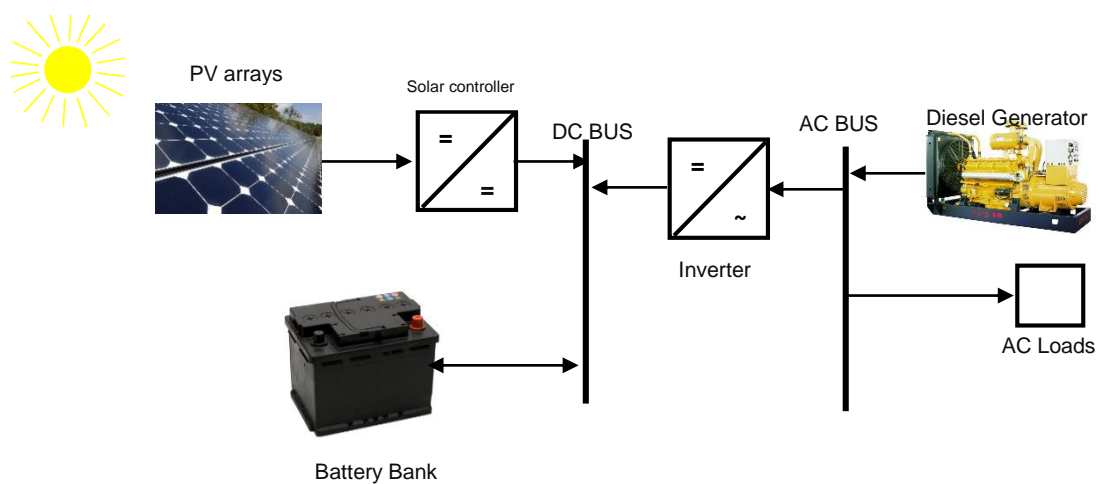 PV arrays
Solar controller
=
=
DC BUS
=
~
Inverter
AC BUS
Diesel Generator
AC Loads
Battery Bank